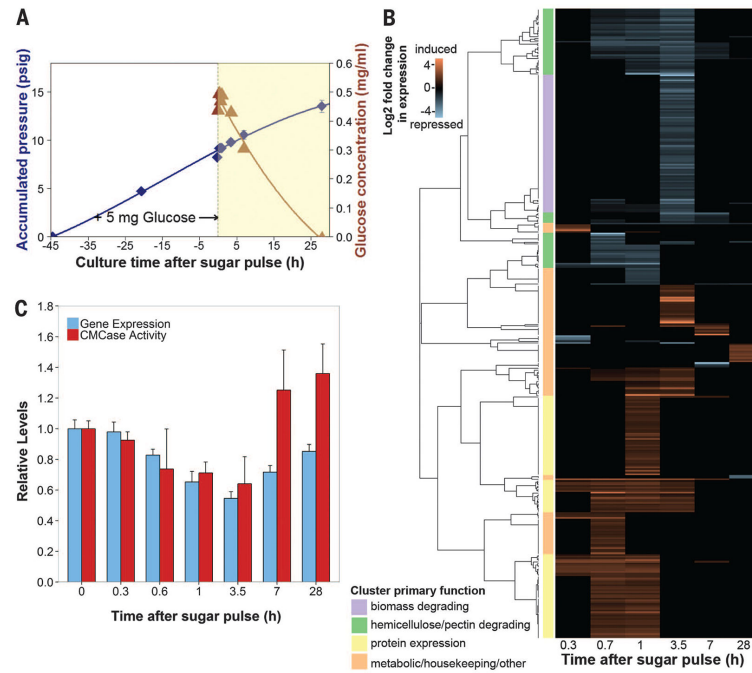 A
Accumulated pressure (psig)
15
10
5
0
0.6
0.5
0.4
0.3
0.2
0.1
0.0
Glucose concentration (mg/ml)
+ 5 mg Glucose
-45
-35
-25
-15
-5
5
15
25
Culture time after sugar pulse (h)
B
Log2 fold change
in expression
induced
4
0
-4
repressed
0.3
0.7
1
3.5
7
28
Time after sugar pulse (h)
C
Relative Levels
1.8
1.6
1.4
1.2
1.0
0.8
0.6
0.4
0.2
0.0
Gene Expression
CMCase Activity
0
0.3
0.6
1
3.5
7
28
Time after sugar pulse (h)
Cluster primary function
biomass degrading
hemicellulose/pectin degrading
protein expression
metabolic/housekeeping/other